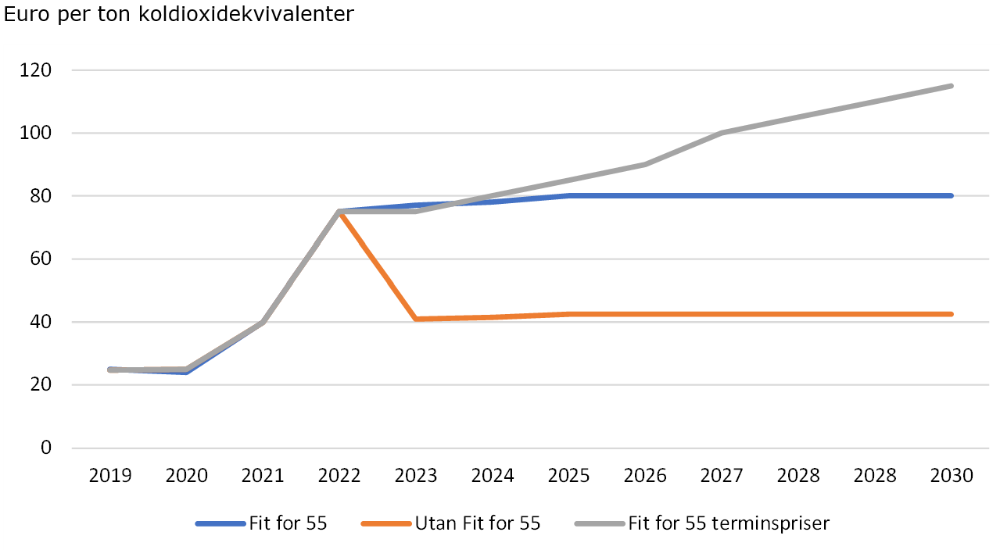 Euro per ton koldioxidekvivalenter
120
100
80
60
40
20
0
2019 2020 2021 2022 2023 2024 2025 2026 2027 2028 2028 2030
Fit for 55 Utan Fit for 55 Fit for 55 terminspriser